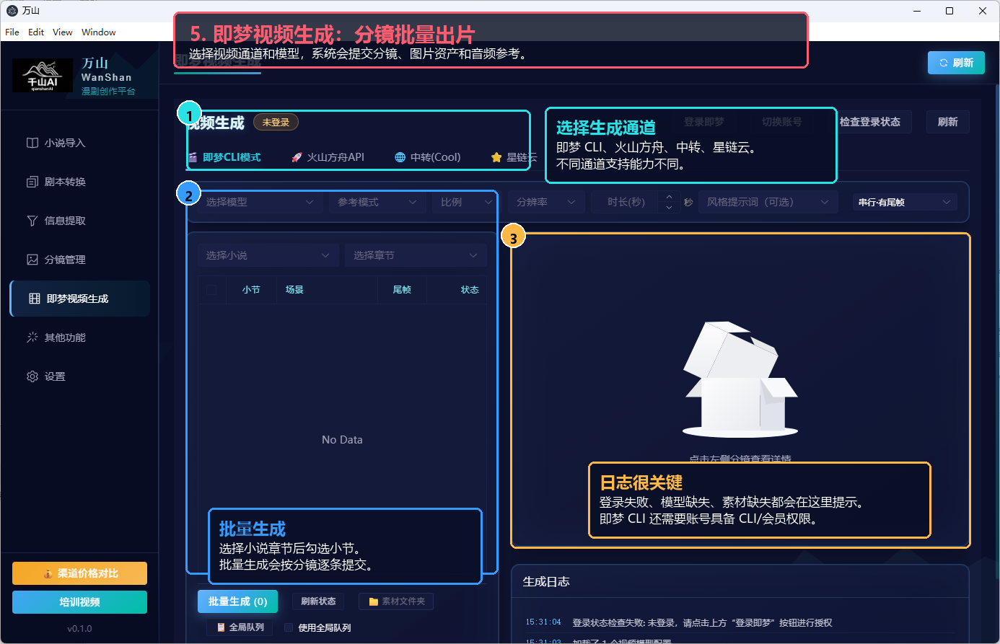 万山
File Edit View Window
5. 即梦视频生成：分镜批量出片
选择视频通道和模型，系统会提交分镜、图片资产和音频参考。
刷新
千山AI
qianshanAI
万山
WanShan
漫剧创作平台
小说导入
剧本转换
信息提取
分镜管理
即梦视频生成
其他功能
设置
渠道价格对比
培训视频
v0.1.0
1
视频生成
未登录
即梦CLI模式
火山方舟API
中转(Cool)
星链云
选择生成通道
即梦 CLI、火山方舟、中转、星链云。
不同通道支持能力不同。
登录即梦
切换账号
检查登录状态
刷新
2
选择模型
参考模式
比例
分辨率
时长(秒)
秒
风格提示词（可选）
串行·有尾帧
选择小说
选择章节
小节
场景
尾帧
状态
No Data
批量生成
选择小说章节后勾选小节。
批量生成会按分镜逐条提交。
批量生成 (0)
刷新状态
素材文件夹
全局队列
使用全局队列
3
点击左侧分镜查看详情
日志很关键
登录失败、模型缺失、素材缺失都会在这里提示。
即梦 CLI 还需要账号具备 CLI/会员权限。
生成日志
15:31:04 登录状态检查失败: 未登录，请点击上方“登录即梦”按钮进行授权
15:31:03 加载了 1 个视频模型配置